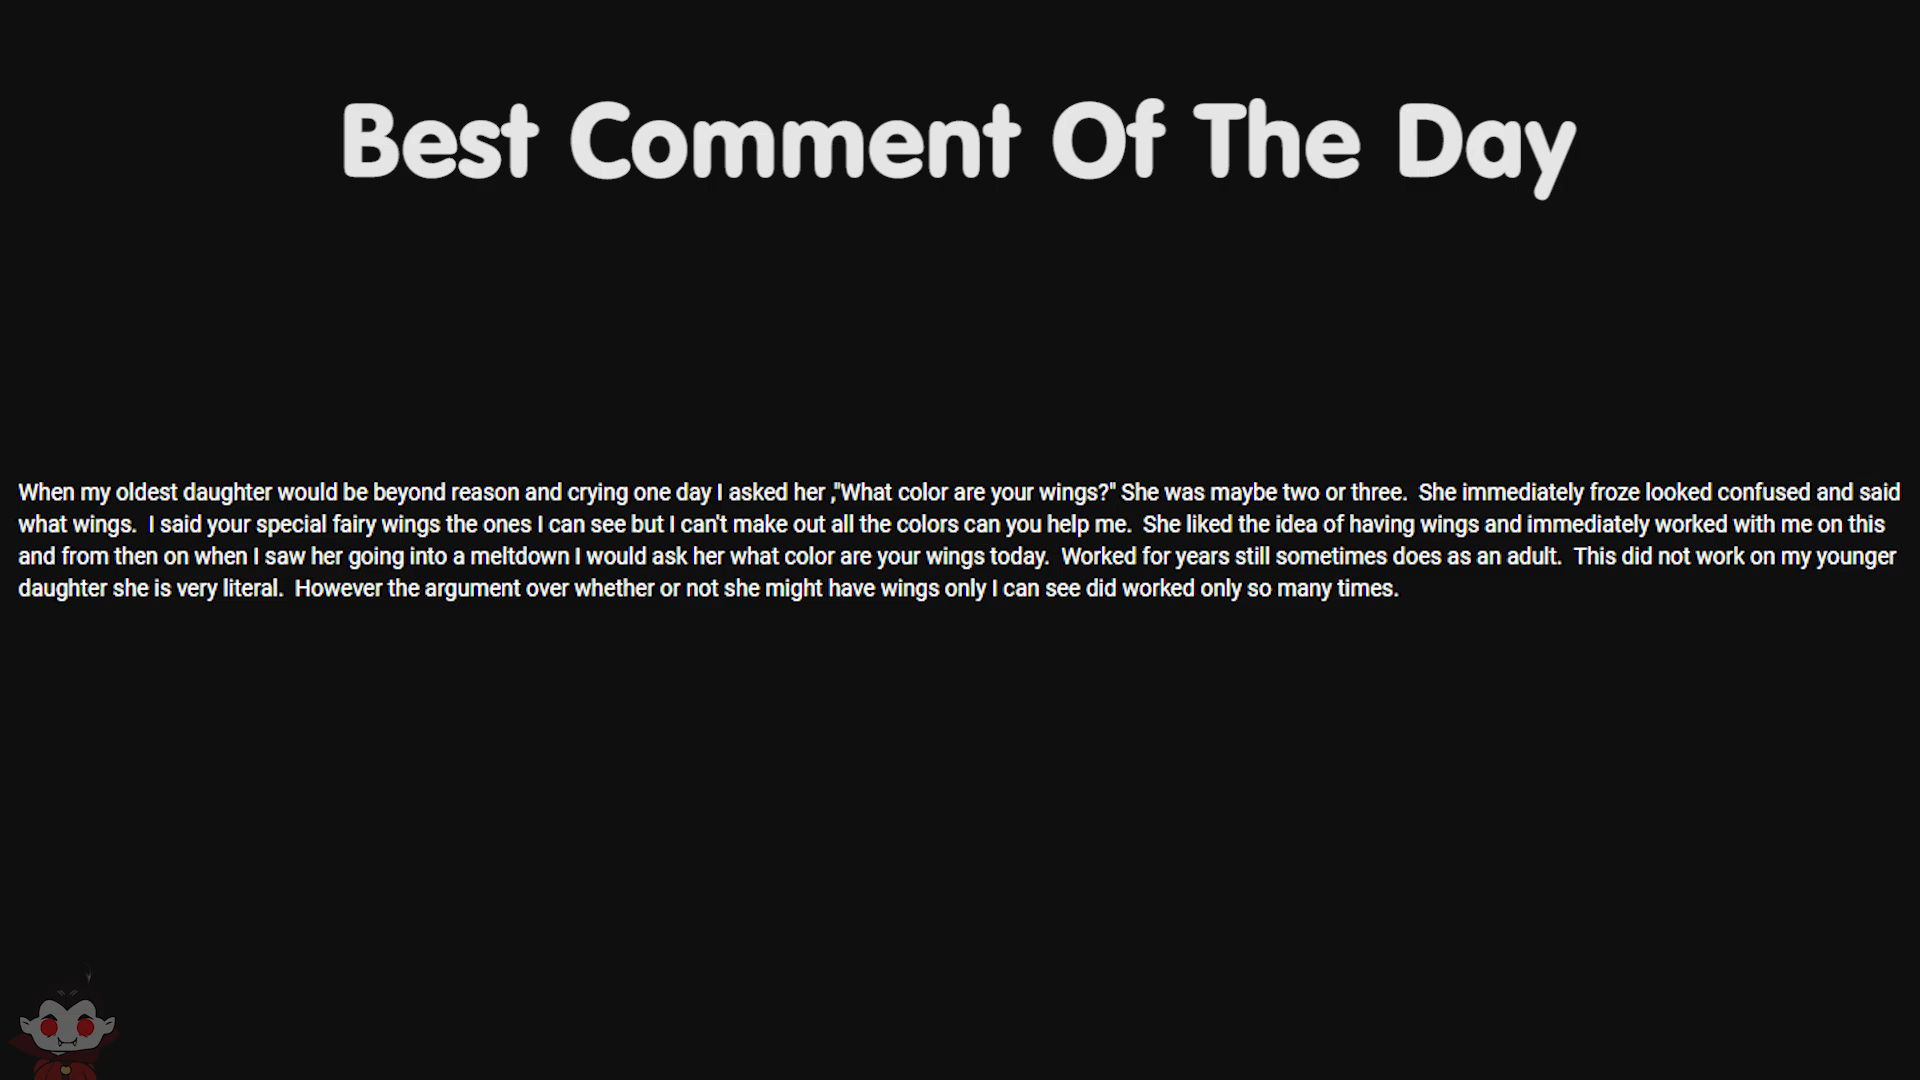 Best Comment Of The Day
When my oldest daughter would be beyond reason and crying one day I asked her ,"What color are your wings?" She was maybe two or three.  She immediately froze looked confused and said
what wings.  I said your special fairy wings the ones I can see but I can't make out all the colors can you help me.  She liked the idea of having wings and immediately worked with me on this
and from then on when I saw her going into a meltdown I would ask her what color are your wings today.  Worked for years still sometimes does as an adult.  This did not work on my younger
daughter she is very literal.  However the argument over whether or not she might have wings only I can see did worked only so many times.